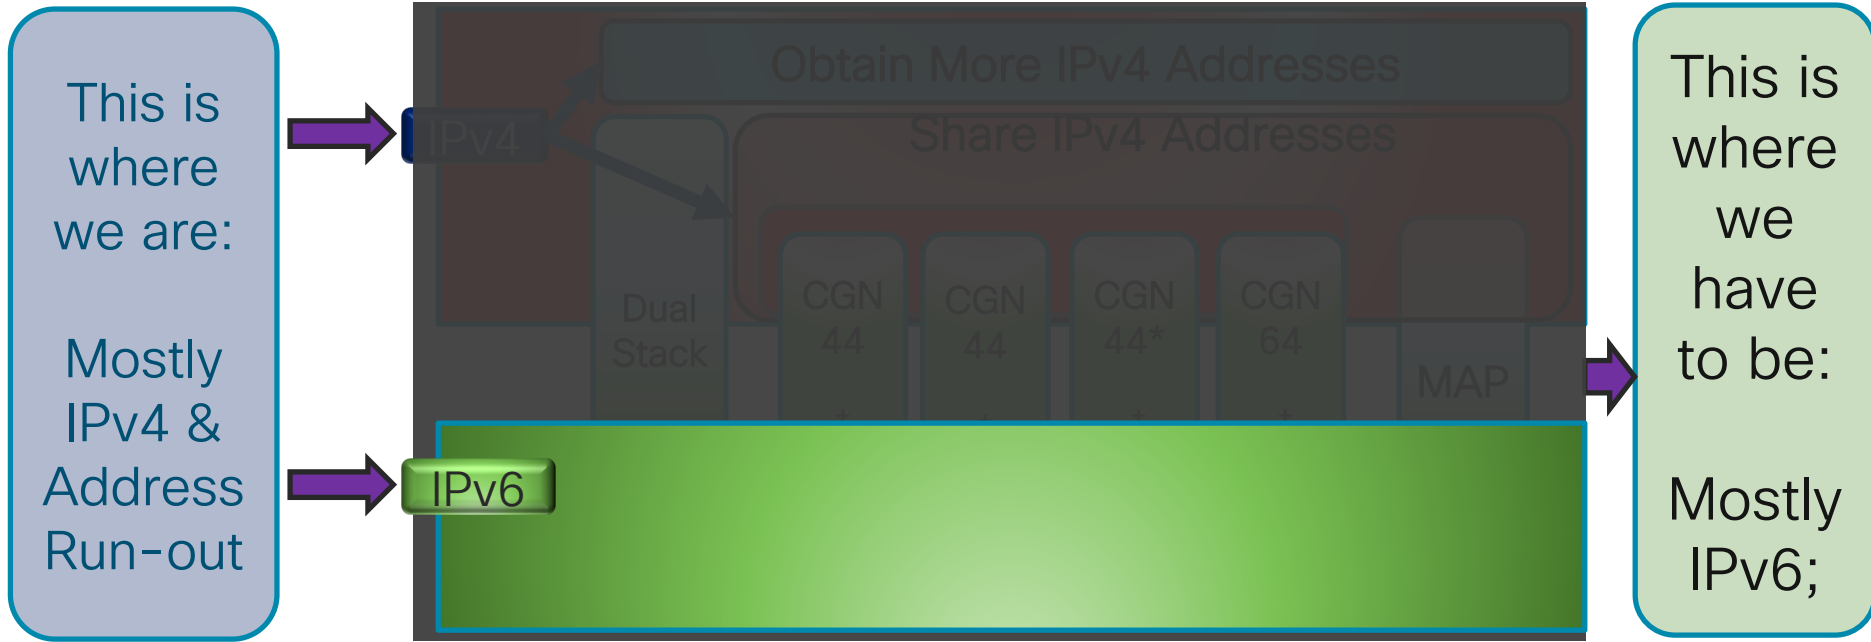 This is
where
we are:
Mostly
IPv4 &
Address
Run-out
IPv4
IPv6
Obtain More IPv4 Addresses
Share IPv4 Addresses
Dual
Stack
CGN
44
+
CGN
44
+
CGN
44*
+
CGN
64
+
MAP
This is
where
we
have
to be:
Mostly
IPv6;